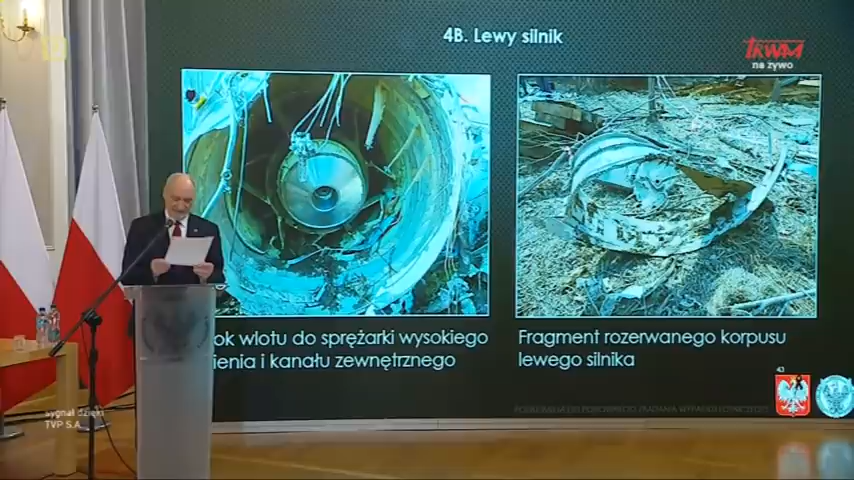 4B. Lewy silnik
TRWAM
na żywo
ok wlotu do sprężarki wysokiego
ienia i kanału zewnętrznego
Fragment rozerwanego korpusu
lewego silnika
43
sygnał dzięki
TVP S.A.